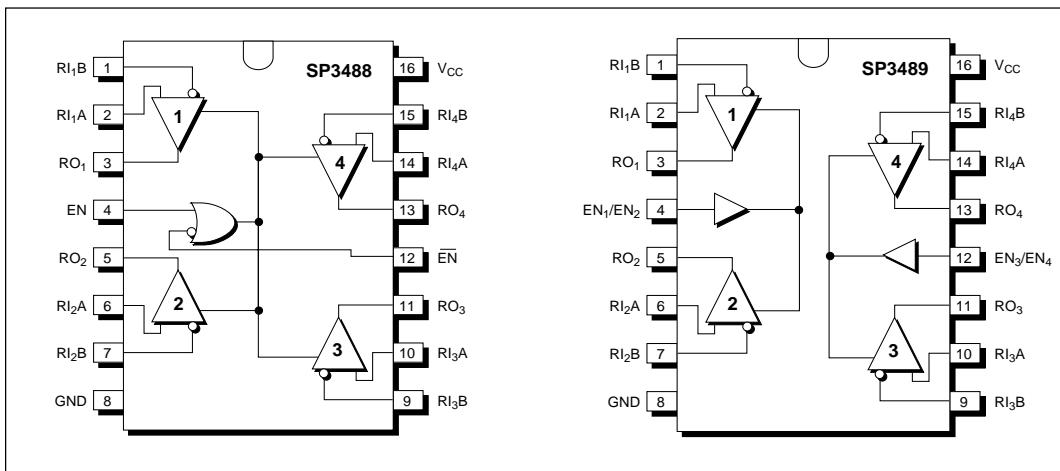 SP3488
RI1B 1
RI1A 2
RO1 3
EN 4
RO2 5
RI2A 6
RI2B 7
GND 8
16 VCC
15 RI4B
14 RI4A
13 RO4
12 E̅N̅
11 RO3
10 RI3A
9 RI3B
1
2
3
4
SP3489
RI1B 1
RI1A 2
RO1 3
EN1/EN2 4
RO2 5
RI2A 6
RI2B 7
GND 8
16 VCC
15 RI4B
14 RI4A
13 RO4
12 EN3/EN4
11 RO3
10 RI3A
9 RI3B
1
2
3
4